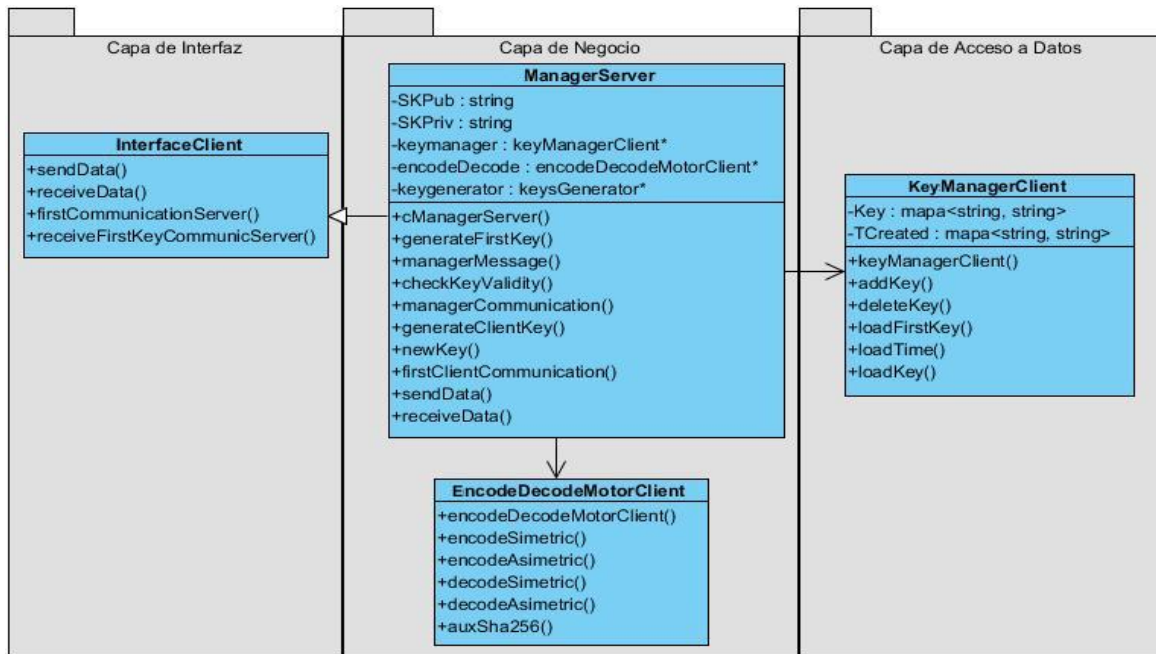 Capa de Interfaz
InterfaceClient
+sendData()
+receiveData()
+firstCommunicationServer()
+receiveFirstKeyCommunicServer()
Capa de Negocio
ManagerServer
-SKPub : string
-SKPriv : string
-keymanager : keyManagerClient*
-encodeDecode : encodeDecodeMotorClient*
-keygenerator : keysGenerator*
+cManagerServer()
+generateFirstKey()
+managerMessage()
+checkKeyValidity()
+managerCommunication()
+generateClientKey()
+newKey()
+firstClientCommunication()
+sendData()
+receiveData()
EncodeDecodeMotorClient
+encodeDecodeMotorClient()
+encodeSimetric()
+encodeAsimetric()
+decodeSimetric()
+decodeAsimetric()
+auxSha256()
Capa de Acceso a Datos
KeyManagerClient
-Key : mapa<string, string>
-TCreated : mapa<string, string>
+keyManagerClient()
+addKey()
+deleteKey()
+loadFirstKey()
+loadTime()
+loadKey()